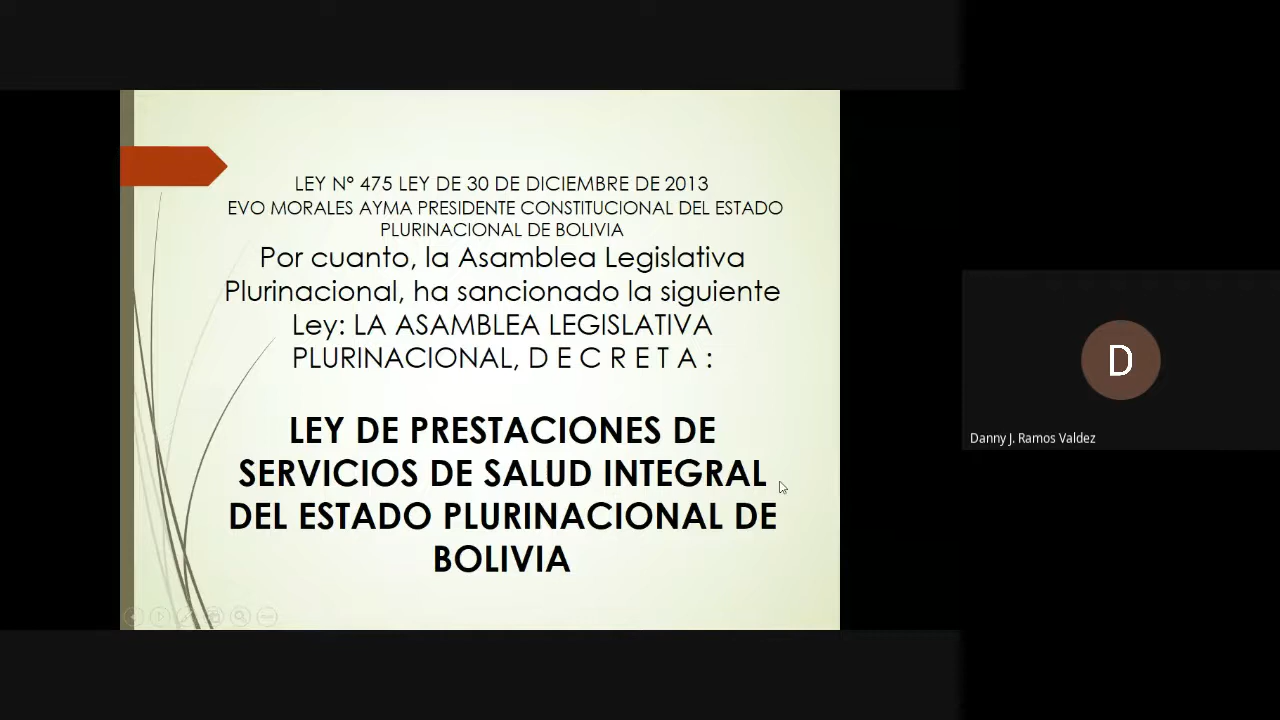 LEY Nº 475 LEY DE 30 DE DICIEMBRE DE 2013
EVO MORALES AYMA PRESIDENTE CONSTITUCIONAL DEL ESTADO
PLURINACIONAL DE BOLIVIA
Por cuanto, la Asamblea Legislativa
Plurinacional, ha sancionado la siguiente
Ley: LA ASAMBLEA LEGISLATIVA
PLURINACIONAL, D E C R E T A :
LEY DE PRESTACIONES DE
SERVICIOS DE SALUD INTEGRAL
DEL ESTADO PLURINACIONAL DE
BOLIVIA
D
Danny J. Ramos Valdez